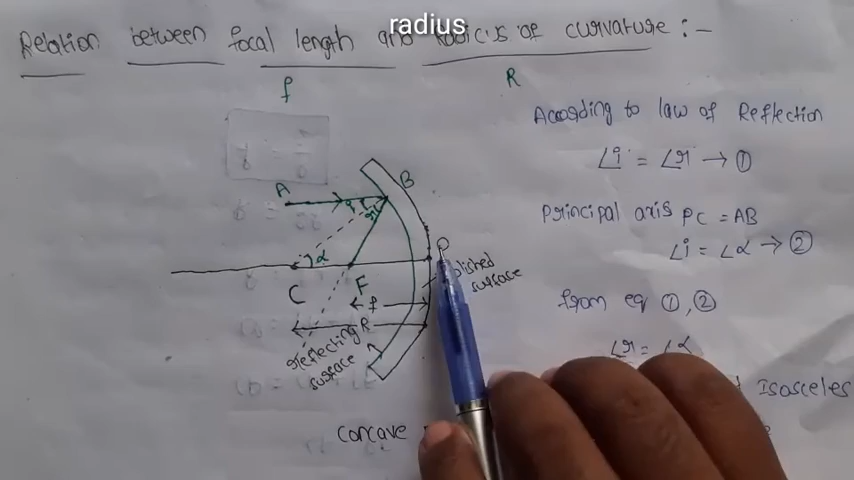 radius
Relation between focal length and Radius of curvature :-
f
R
According to law of Reflection
∠i = ∠r → ①
Principal axis PC = AB
∠i = ∠α → ②
from eq ①, ②
∠r = ∠α
Isosceles
A
B
i
r
α
P
C
F
f
R
polished
surface
reflecting
surface
concave